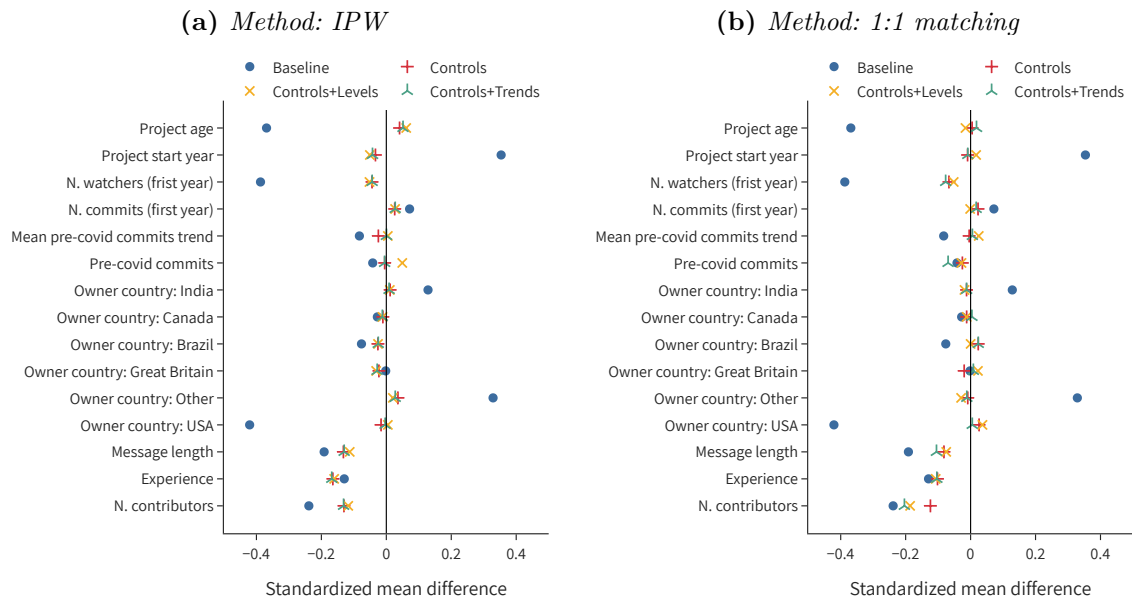 (a) Method: IPW
Baseline
Controls
Controls+Levels
Controls+Trends
Project age
Project start year
N. watchers (frist year)
N. commits (first year)
Mean pre-covid commits trend
Pre-covid commits
Owner country: India
Owner country: Canada
Owner country: Brazil
Owner country: Great Britain
Owner country: Other
Owner country: USA
Message length
Experience
N. contributors
−0.4 −0.2 0 0.2 0.4
Standardized mean difference
(b) Method: 1:1 matching
Baseline
Controls
Controls+Levels
Controls+Trends
Project age
Project start year
N. watchers (frist year)
N. commits (first year)
Mean pre-covid commits trend
Pre-covid commits
Owner country: India
Owner country: Canada
Owner country: Brazil
Owner country: Great Britain
Owner country: Other
Owner country: USA
Message length
Experience
N. contributors
−0.4 −0.2 0 0.2 0.4
Standardized mean difference